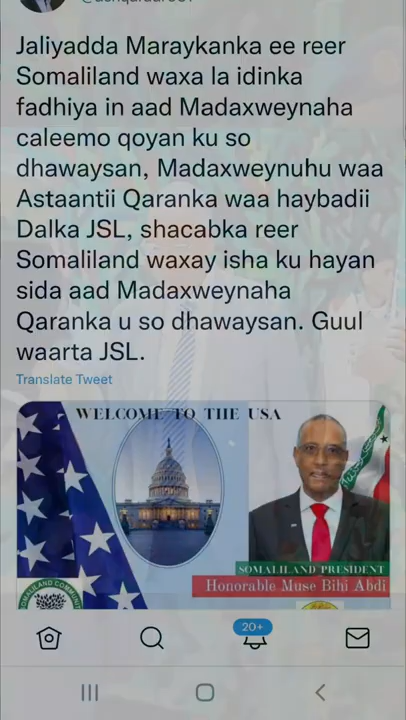 Jaliyadda Maraykanka ee reer
Somaliland waxa la idinka
fadhiya in aad Madaxweynaha
caleemo qoyan ku so
dhawaysan, Madaxweynuhu waa
Astaantii Qaranka waa haybadii
Dalka JSL, shacabka reer
Somaliland waxay isha ku hayan
sida aad Madaxweynaha
Qaranka u so dhawaysan. Guul
waarta JSL.
Translate Tweet
WELCOME TO THE USA
SOMALILAND PRESIDENT
Honorable Muse Bihi Abdi
SOMALILAND COMMUNI
20+